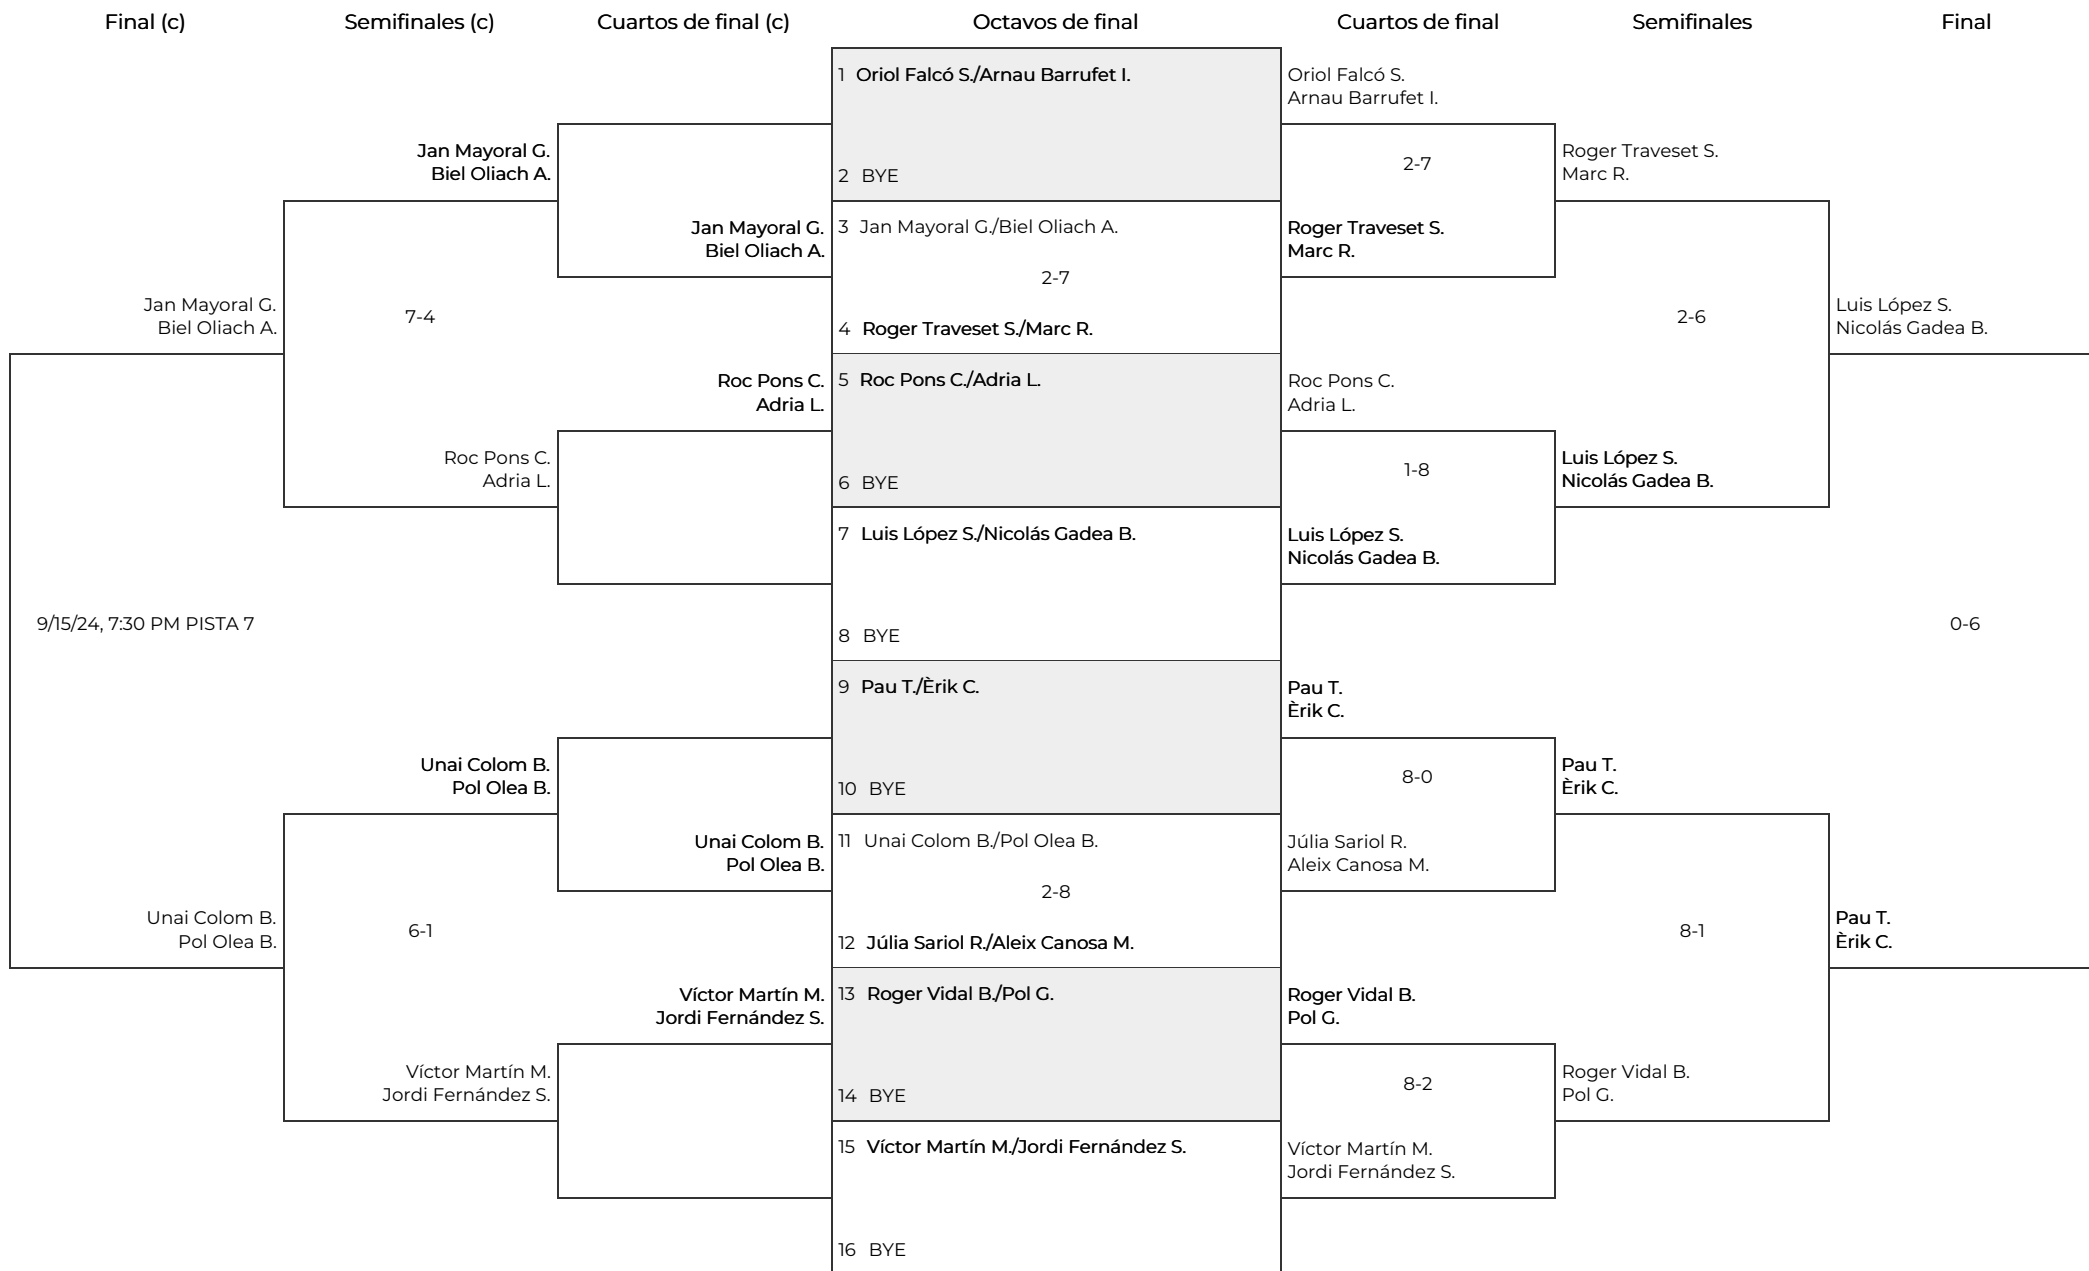 Final (c)
Semifinales (c)
Cuartos de final (c)
Octavos de final
Cuartos de final
Semifinales
Final
Jan Mayoral G.
Biel Oliach A.
9/15/24, 7:30 PM PISTA 7
Unai Colom B.
Pol Olea B.
Jan Mayoral G.
Biel Oliach A.
7-4
Roc Pons C.
Adria L.
Unai Colom B.
Pol Olea B.
6-1
Víctor Martín M.
Jordi Fernández S.
Jan Mayoral G.
Biel Oliach A.
Roc Pons C.
Adria L.
Unai Colom B.
Pol Olea B.
Víctor Martín M.
Jordi Fernández S.
1 Oriol Falcó S./Arnau Barrufet I.
2 BYE
3 Jan Mayoral G./Biel Oliach A.
2-7
4 Roger Traveset S./Marc R.
5 Roc Pons C./Adria L.
6 BYE
7 Luis López S./Nicolás Gadea B.
8 BYE
9 Pau T./Èrik C.
10 BYE
11 Unai Colom B./Pol Olea B.
2-8
12 Júlia Sariol R./Aleix Canosa M.
13 Roger Vidal B./Pol G.
14 BYE
15 Víctor Martín M./Jordi Fernández S.
16 BYE
Oriol Falcó S.
Arnau Barrufet I.
2-7
Roger Traveset S.
Marc R.
Roc Pons C.
Adria L.
1-8
Luis López S.
Nicolás Gadea B.
Pau T.
Èrik C.
8-0
Júlia Sariol R.
Aleix Canosa M.
Roger Vidal B.
Pol G.
8-2
Víctor Martín M.
Jordi Fernández S.
Roger Traveset S.
Marc R.
2-6
Luis López S.
Nicolás Gadea B.
Pau T.
Èrik C.
8-1
Roger Vidal B.
Pol G.
Luis López S.
Nicolás Gadea B.
0-6
Pau T.
Èrik C.